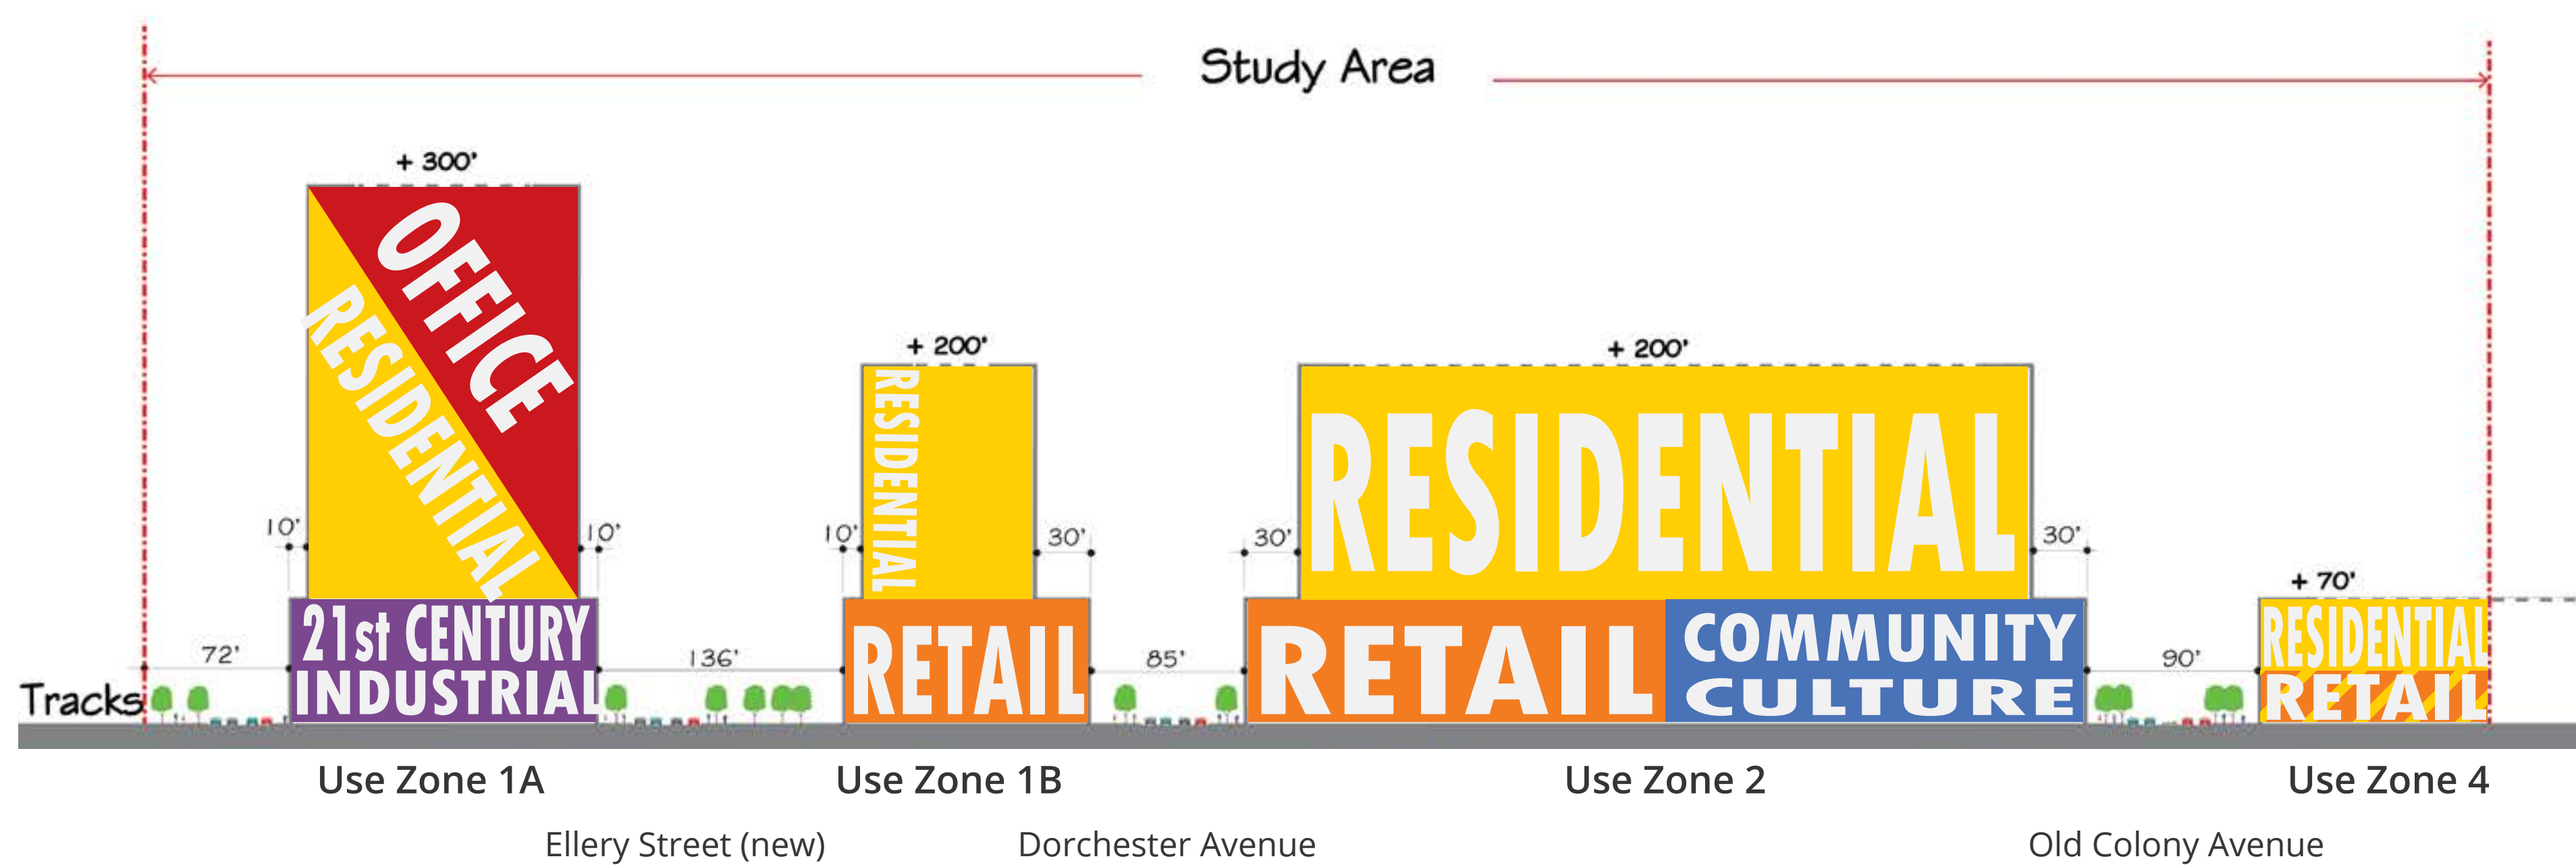 Study Area
+ 300'
OFFICE
RESIDENTIAL
10'
10'
21st CENTURY
INDUSTRIAL
72'
Tracks
136'
+ 200'
RESIDENTIAL
10'
30'
RETAIL
85'
+ 200'
RESIDENTIAL
30'
30'
RETAIL
COMMUNITY
CULTURE
90'
+ 70'
RESIDENTIAL
RETAIL
Use Zone 1A
Use Zone 1B
Use Zone 2
Use Zone 4
Ellery Street (new)
Dorchester Avenue
Old Colony Avenue